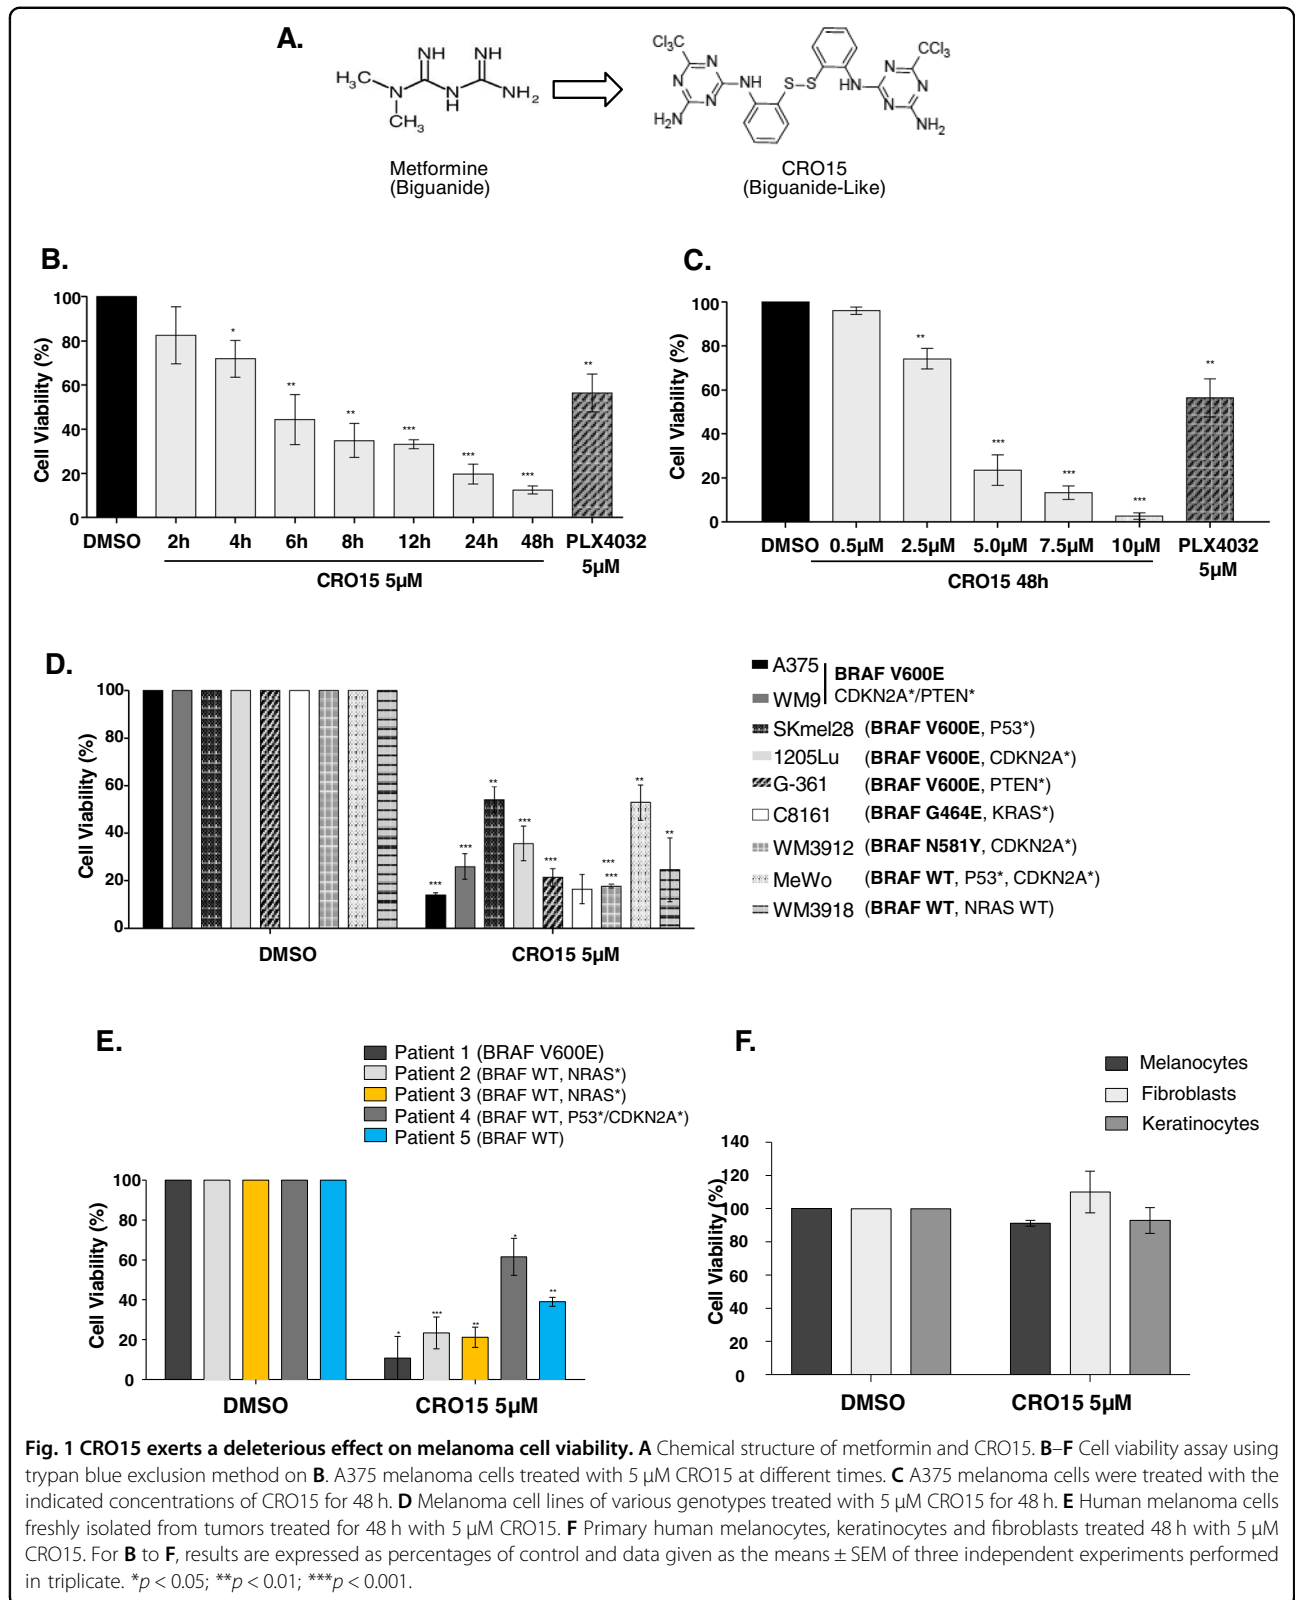 A.
H₃C
N
CH₃
NH
NH
N
H
NH₂
Metformine
(Biguanide)
Cl₃C
N
N
N
NH
H₂N
S–S
HN
N
N
N
CCl₃
NH₂
CRO15
(Biguanide-Like)
B.
Cell Viability (%)
100
80
60
40
20
0
*
**
**
***
***
***
**
DMSO 2h 4h 6h 8h 12h 24h 48h PLX4032
5µM
CRO15 5µM
C.
Cell Viability (%)
100
80
60
40
20
0
**
***
***
***
**
DMSO 0.5µM 2.5µM 5.0µM 7.5µM 10µM PLX4032
5µM
CRO15 48h
D.
Cell Viability (%)
100
80
60
40
20
0
***
***
**
***
***
***
***
**
**
DMSO CRO15 5µM
A375
WM9
BRAF V600E
CDKN2A*/PTEN*
SKmel28 (BRAF V600E, P53*)
1205Lu (BRAF V600E, CDKN2A*)
G-361 (BRAF V600E, PTEN*)
C8161 (BRAF G464E, KRAS*)
WM3912 (BRAF N581Y, CDKN2A*)
MeWo (BRAF WT, P53*, CDKN2A*)
WM3918 (BRAF WT, NRAS WT)
E.
Patient 1 (BRAF V600E)
Patient 2 (BRAF WT, NRAS*)
Patient 3 (BRAF WT, NRAS*)
Patient 4 (BRAF WT, P53*/CDKN2A*)
Patient 5 (BRAF WT)
Cell Viability (%)
100
80
60
40
20
0
*
***
**
*
**
DMSO CRO15 5µM
F.
Melanocytes
Fibroblasts
Keratinocytes
Cell Viability (%)
140
120
100
80
60
40
20
0
DMSO CRO15 5µM
Fig. 1 CRO15 exerts a deleterious effect on melanoma cell viability. A Chemical structure of metformin and CRO15. B–F Cell viability assay using
trypan blue exclusion method on B. A375 melanoma cells treated with 5 µM CRO15 at different times. C A375 melanoma cells were treated with the
indicated concentrations of CRO15 for 48 h. D Melanoma cell lines of various genotypes treated with 5 µM CRO15 for 48 h. E Human melanoma cells
freshly isolated from tumors treated for 48 h with 5 µM CRO15. F Primary human melanocytes, keratinocytes and fibroblasts treated 48 h with 5 µM
CRO15. For B to F, results are expressed as percentages of control and data given as the means ± SEM of three independent experiments performed
in triplicate. *p < 0.05; **p < 0.01; ***p < 0.001.